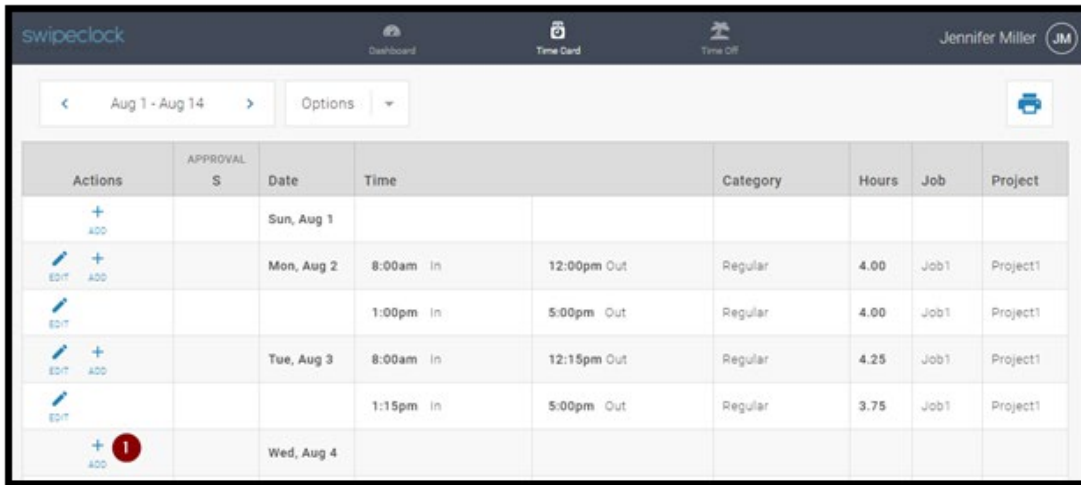 swipeclock Dashboard Time Card Time Off Jennifer Miller JM
Aug 1 - Aug 14 Options
Actions APPROVALS Date Time Category Hours Job Project
ADD Sun, Aug 1
EDIT ADD Mon, Aug 2 8:00am In 12:00pm Out Regular 4.00 Job1 Project1
EDIT 1:00pm In 5:00pm Out Regular 4.00 Job1 Project1
EDIT ADD Tue, Aug 3 8:00am In 12:15pm Out Regular 4.25 Job1 Project1
EDIT 1:15pm In 5:00pm Out Regular 3.75 Job1 Project1
ADD 1 Wed, Aug 4